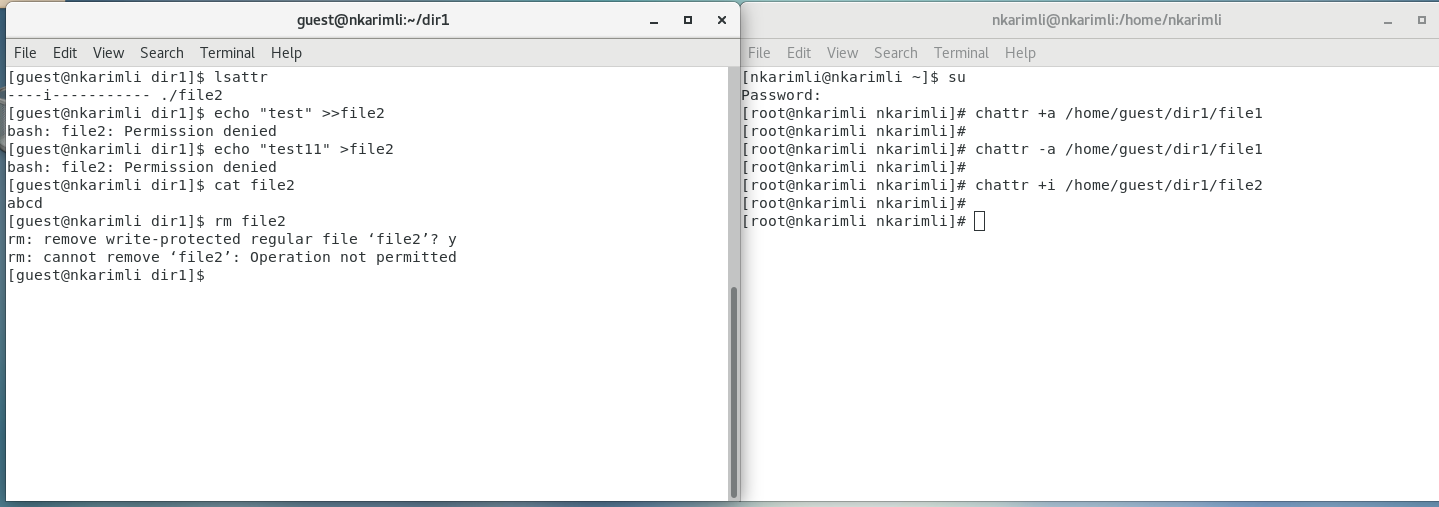 guest@nkarimli:~/dir1
File Edit View Search Terminal Help
[guest@nkarimli dir1]$ lsattr
----i----------- ./file2
[guest@nkarimli dir1]$ echo "test" >>file2
bash: file2: Permission denied
[guest@nkarimli dir1]$ echo "test11" >file2
bash: file2: Permission denied
[guest@nkarimli dir1]$ cat file2
abcd
[guest@nkarimli dir1]$ rm file2
rm: remove write-protected regular file ‘file2’? y
rm: cannot remove ‘file2’: Operation not permitted
[guest@nkarimli dir1]$
nkarimli@nkarimli:/home/nkarimli
File Edit View Search Terminal Help
[nkarimli@nkarimli ~]$ su
Password:
[root@nkarimli nkarimli]# chattr +a /home/guest/dir1/file1
[root@nkarimli nkarimli]#
[root@nkarimli nkarimli]# chattr -a /home/guest/dir1/file1
[root@nkarimli nkarimli]#
[root@nkarimli nkarimli]# chattr +i /home/guest/dir1/file2
[root@nkarimli nkarimli]#
[root@nkarimli nkarimli]#